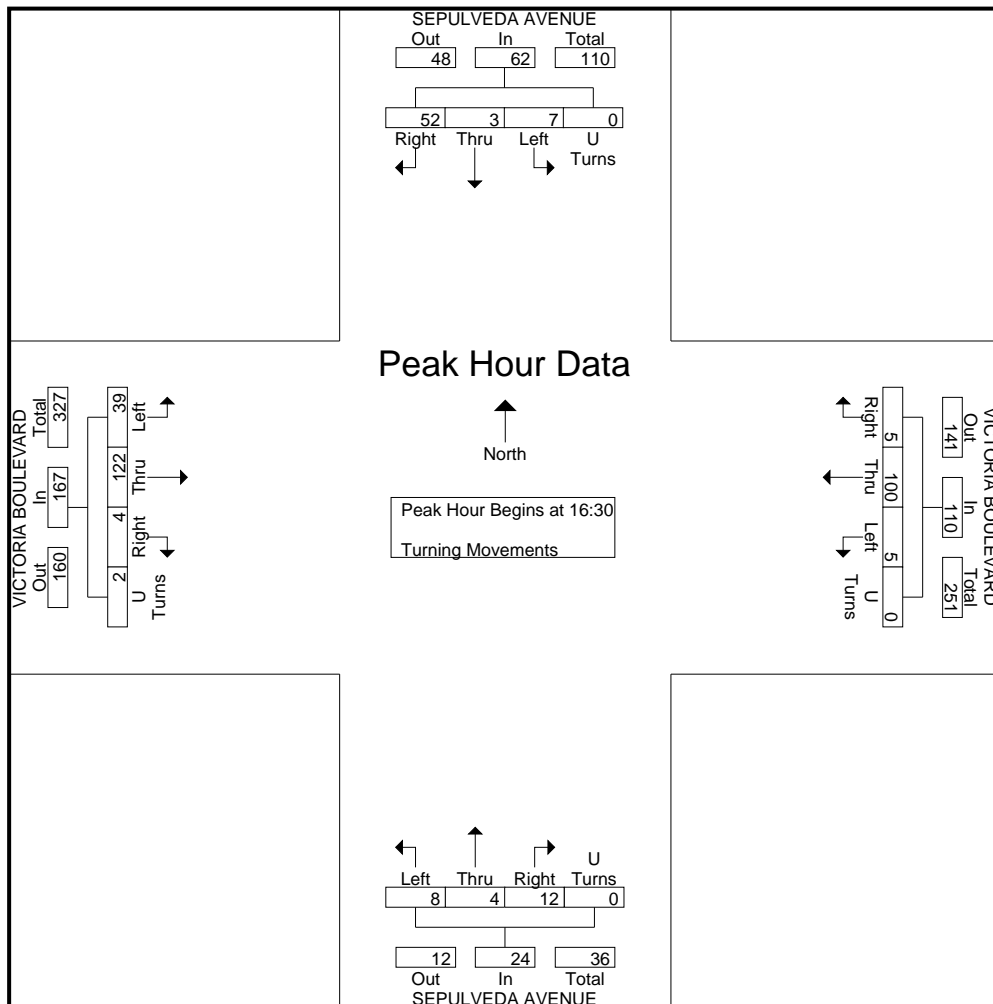 SEPULVEDA AVENUE
Out In Total
48 62 110
52 3 7 0
Right Thru Left U
Turns
Peak Hour Data
North
Peak Hour Begins at 16:30
Turning Movements
VICTORIA BOULEVARD
Total In Out
327 167 160
39 122 4 2
Left Thru Right U
Turns
VICTORIA BOULEVARD
Out In Total
141 110 251
5 100 5 0
Right Thru Left U
Turns
U
Left Thru Right Turns
8 4 12 0
12 24 36
Out In Total
SEPULVEDA AVENUE